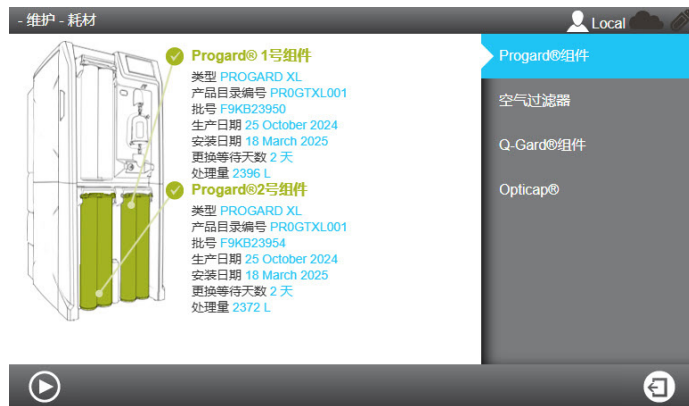 - 维护 - 耗材
Local
Progard® 1号组件
类型 PROGARD XL
产品目录编号 PR0GTXL001
批号 F9KB23950
生产日期 25 October 2024
安装日期 18 March 2025
更换等待天数 2 天
处理量 2396 L
Progard®2号组件
类型 PROGARD XL
产品目录编号 PR0GTXL001
批号 F9KB23954
生产日期 25 October 2024
安装日期 18 March 2025
更换等待天数 2 天
处理量 2372 L
Progard®组件
空气过滤器
Q-Gard®组件
Opticap®